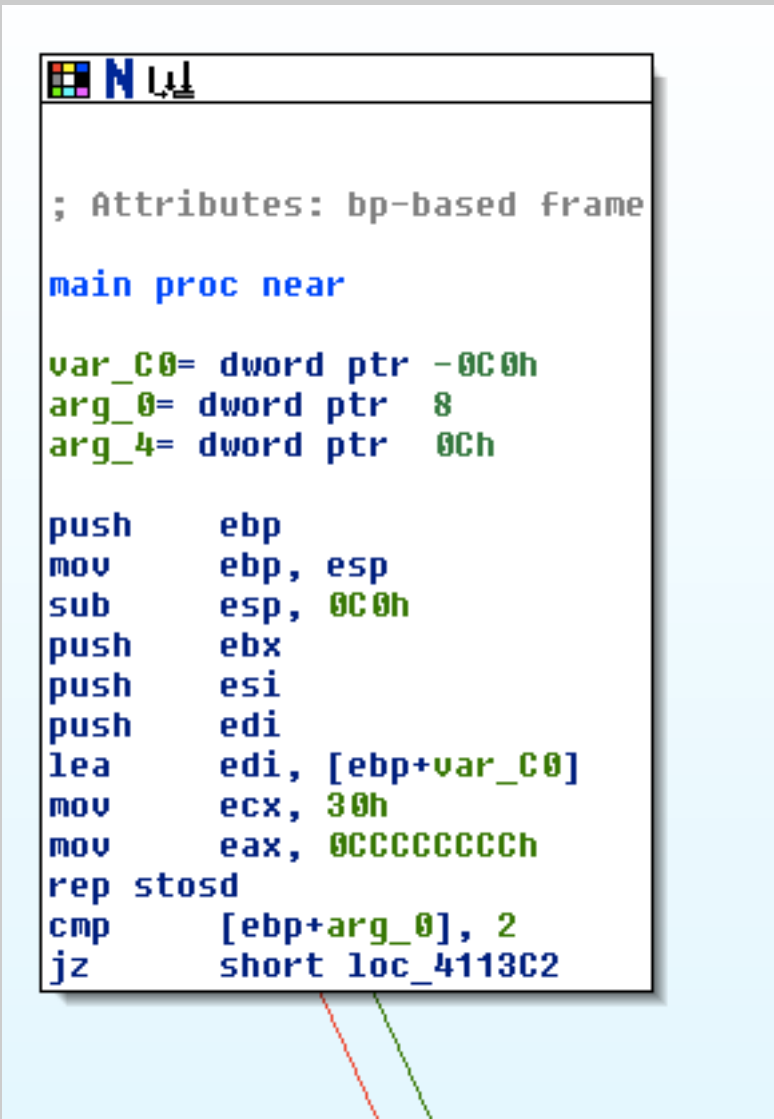 ; Attributes: bp-based frame
main proc near
var_C0= dword ptr -0C0h
arg_0= dword ptr  8
arg_4= dword ptr  0Ch
push    ebp
mov     ebp, esp
sub     esp, 0C0h
push    ebx
push    esi
push    edi
lea     edi, [ebp+var_C0]
mov     ecx, 30h
mov     eax, 0CCCCCCCCh
rep stosd
cmp     [ebp+arg_0], 2
jz      short loc_4113C2